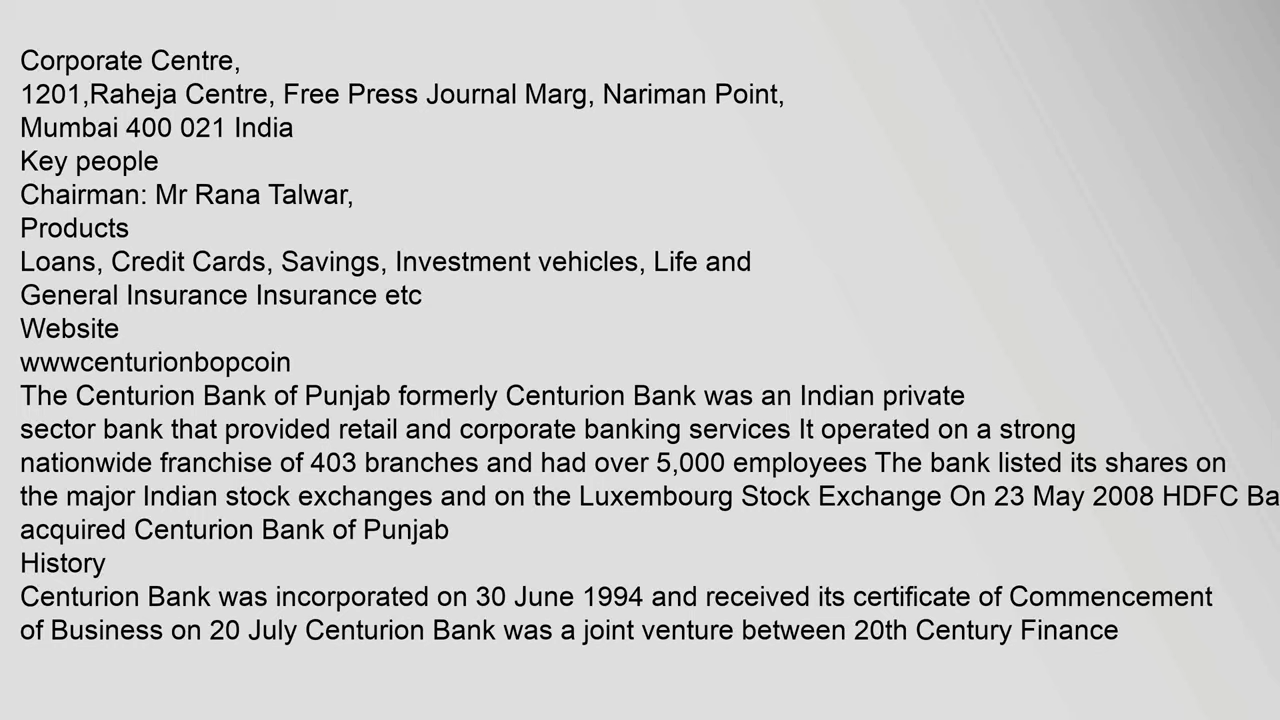 Corporate Centre,
1201,Raheja Centre, Free Press Journal Marg, Nariman Point,
Mumbai 400 021 India
Key people
Chairman: Mr Rana Talwar,
Products
Loans, Credit Cards, Savings, Investment vehicles, Life and
General Insurance Insurance etc
Website
wwwcenturionbopcoin
The Centurion Bank of Punjab formerly Centurion Bank was an Indian private
sector bank that provided retail and corporate banking services It operated on a strong
nationwide franchise of 403 branches and had over 5,000 employees The bank listed its shares on
the major Indian stock exchanges and on the Luxembourg Stock Exchange On 23 May 2008 HDFC
acquired Centurion Bank of Punjab
History
Centurion Bank was incorporated on 30 June 1994 and received its certificate of Commencement
of Business on 20 July Centurion Bank was a joint venture between 20th Century Finance